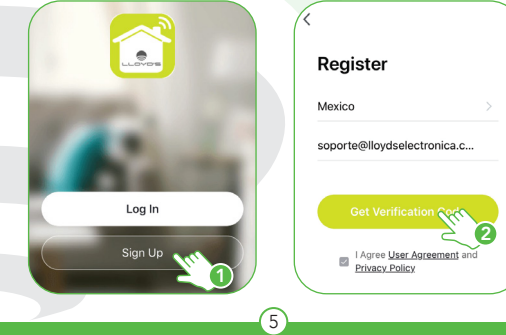 LLOYD'S
Log In
Sign Up
1
Register
Mexico
soporte@lloydselectronica.c...
Get Verification Code
2
I Agree User Agreement and
Privacy Policy
5